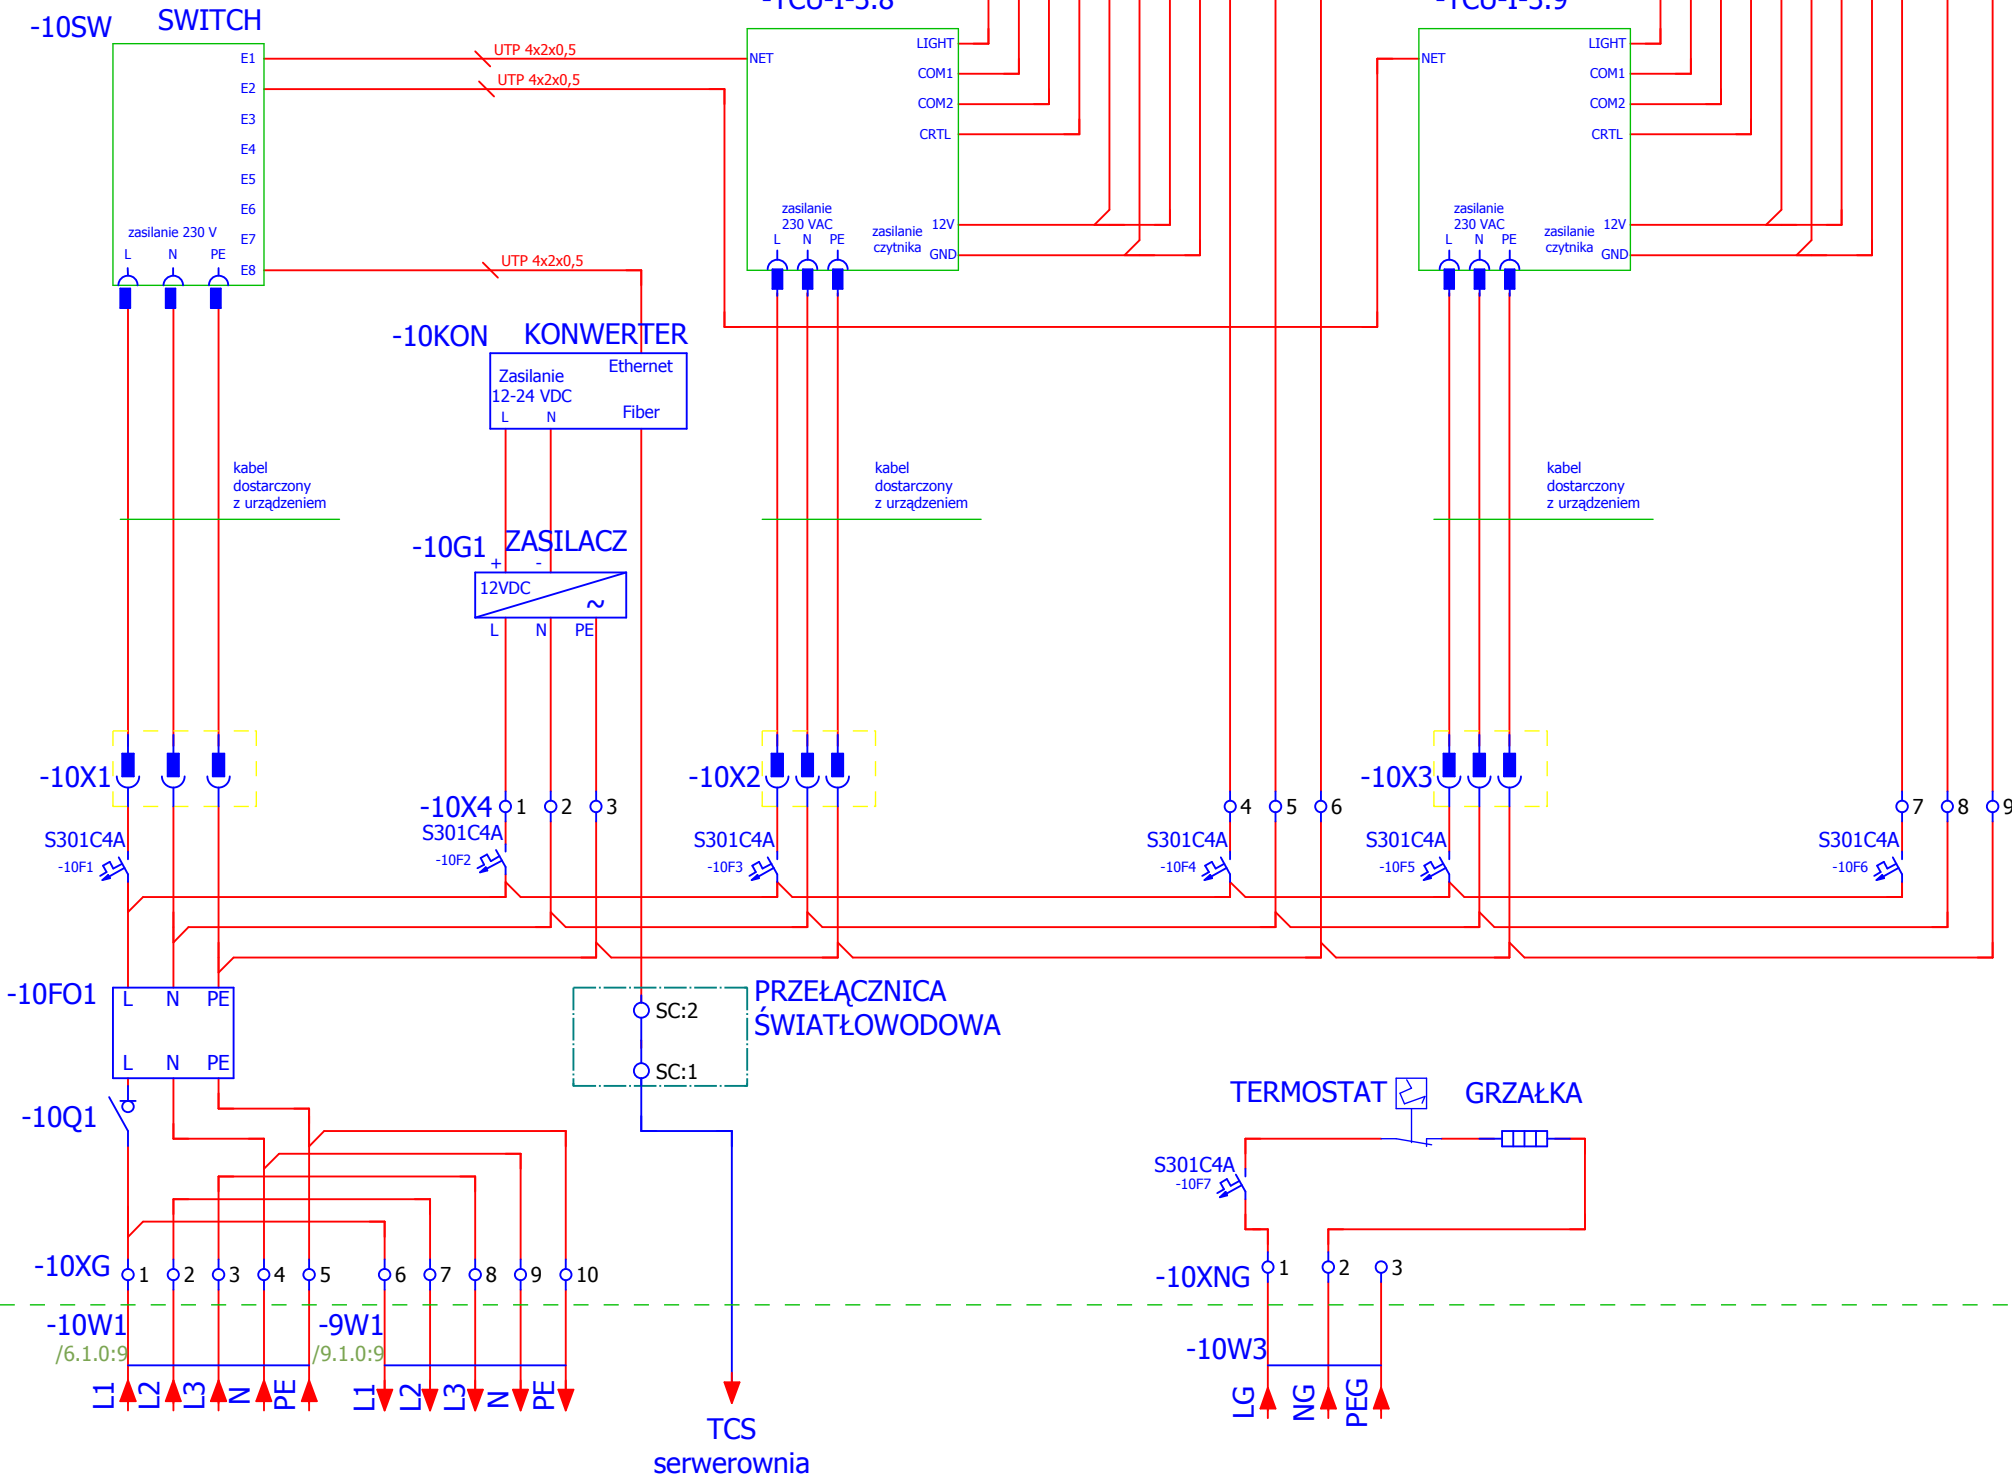 -10SW
SWITCH
E1
E2
E3
E4
E5
E6
E7
E8
zasilanie 230 V
L
N
PE
UTP 4x2x0,5
UTP 4x2x0,5
UTP 4x2x0,5
-TCU-I-3.8
NET
LIGHT
COM1
COM2
CRTL
zasilanie
230 VAC
L
N
PE
zasilanie
czytnika
12V
GND
-TCU-I-3.9
NET
LIGHT
COM1
COM2
CRTL
zasilanie
230 VAC
L
N
PE
zasilanie
czytnika
12V
GND
-10KON
KONWERTER
Ethernet
Zasilanie
12-24 VDC
L
N
Fiber
kabel
dostarczony
z urządzeniem
kabel
dostarczony
z urządzeniem
kabel
dostarczony
z urządzeniem
-10G1
ZASILACZ
+
-
12VDC
~
L
N
PE
-10X1
-10X4
1
2
3
-10X2
4
5
6
-10X3
7
8
9
S301C4A
-10F1
S301C4A
-10F2
S301C4A
-10F3
S301C4A
-10F4
S301C4A
-10F5
S301C4A
-10F6
-10FO1
L
N
PE
L
N
PE
SC:2
SC:1
PRZEŁĄCZNICA
ŚWIATŁOWODOWA
-10Q1
TERMOSTAT
GRZAŁKA
S301C4A
-10F7
-10XG
1
2
3
4
5
6
7
8
9
10
-10XNG
1
2
3
-10W1
/6.1.0:9
-9W1
/9.1.0:9
-10W3
L1
L2
L3
N
PE
L1
L2
L3
N
PE
LG
NG
PEG
TCS
serwerownia